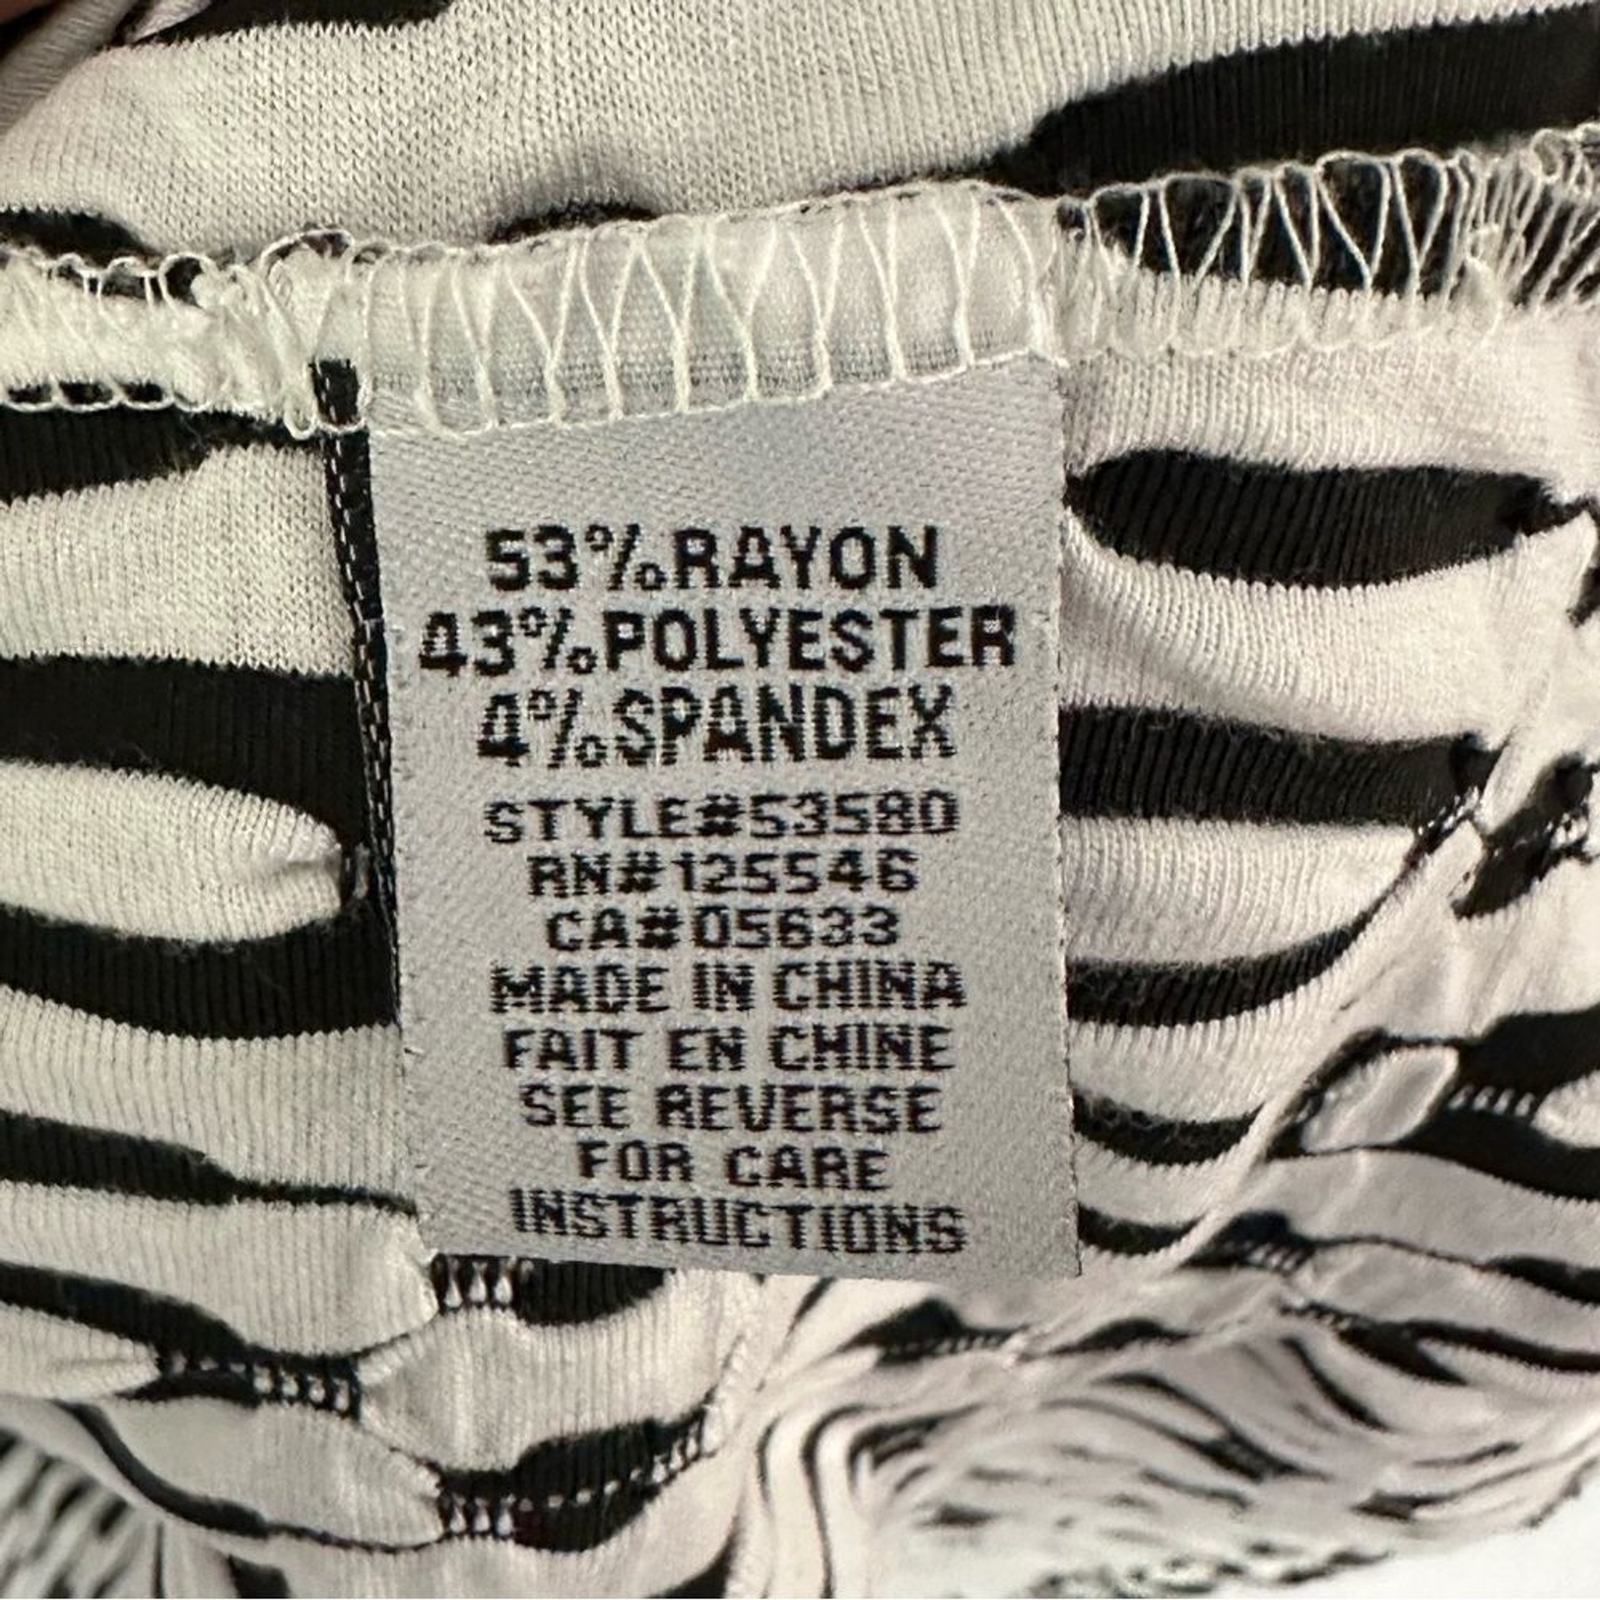 53%RAYON
43%POLYESTER
4%SPANDEX
STYLE#53580
RN#125546
CA#05633
MADE IN CHINA
FAIT EN CHINE
SEE REVERSE
FOR CARE
INSTRUCTIONS